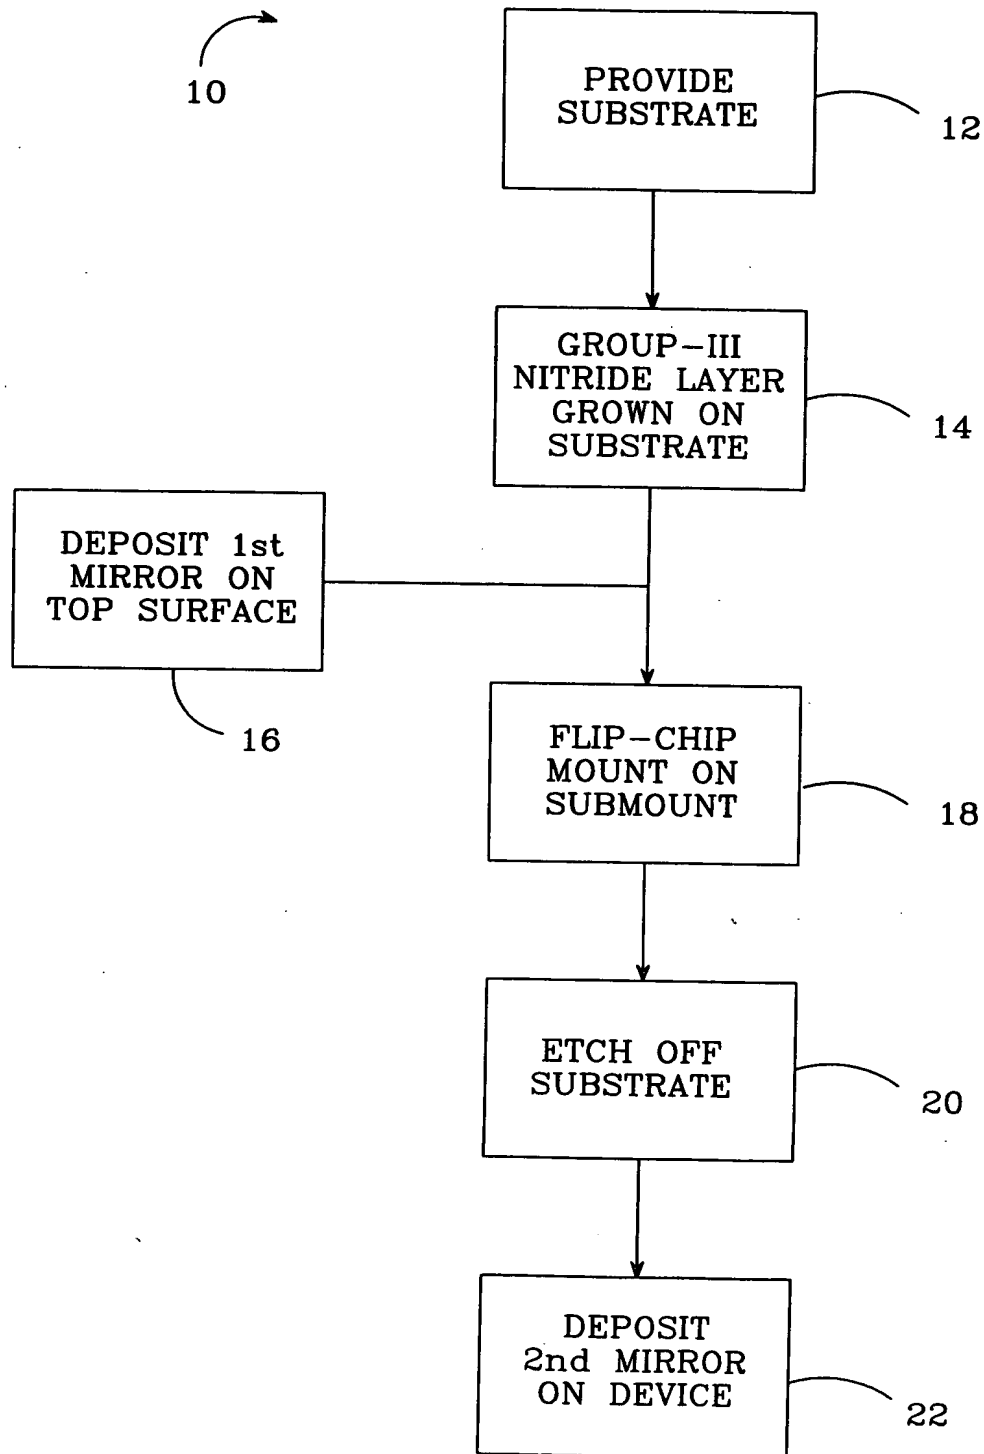 10
PROVIDE
SUBSTRATE
12
GROUP-III
NITRIDE LAYER
GROWN ON
SUBSTRATE
14
DEPOSIT 1st
MIRROR ON
TOP SURFACE
16
FLIP-CHIP
MOUNT ON
SUBMOUNT
18
ETCH OFF
SUBSTRATE
20
DEPOSIT
2nd MIRROR
ON DEVICE
22